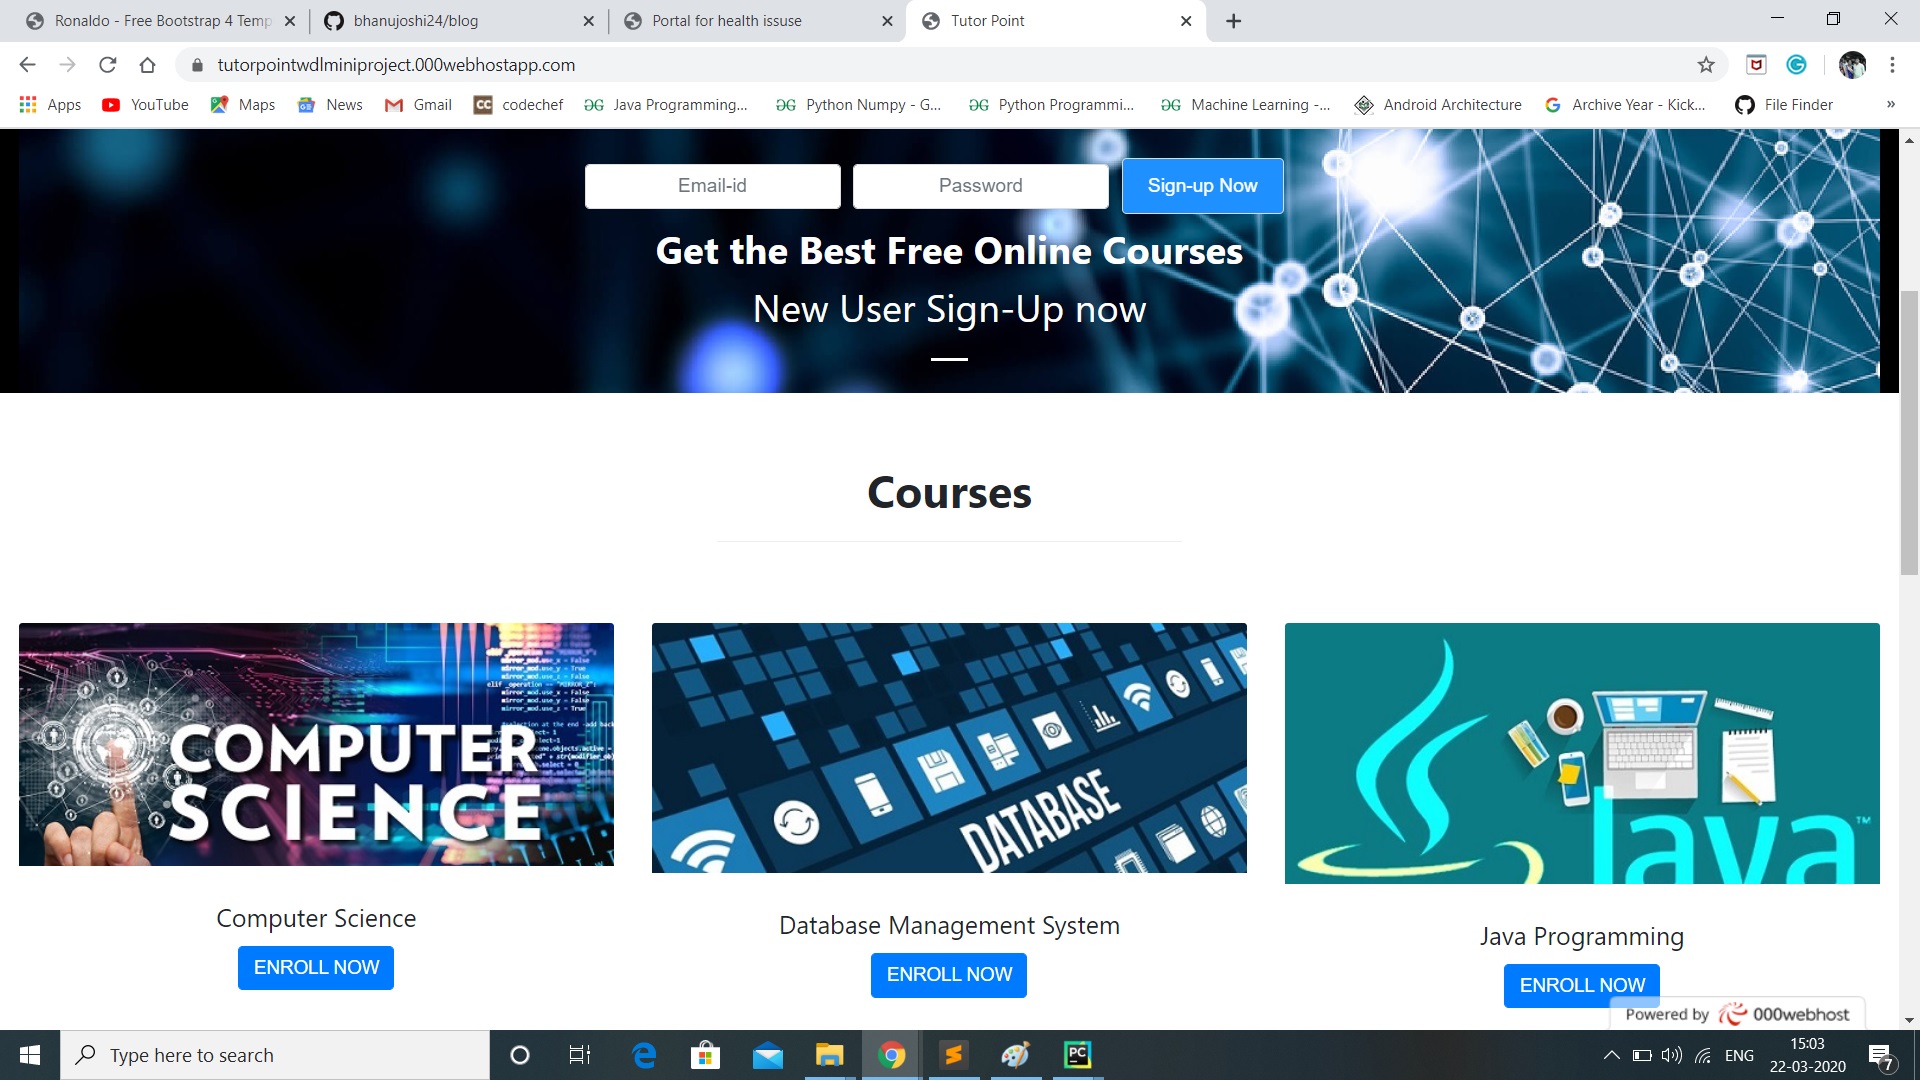 Ronaldo - Free Bootstrap 4 Temp
bhanujoshi24/blog
Portal for health issuse
Tutor Point
tutorpointwdlminiproject.000webhostapp.com
Apps
YouTube
Maps
News
Gmail
CC
codechef
Java Programming...
Python Numpy - G...
Python Programmi...
Machine Learning -...
Android Architecture
Archive Year - Kick...
File Finder
»
Email-id
Password
Sign-up Now
Get the Best Free Online Courses
New User Sign-Up now
Courses
COMPUTER
SCIENCE
DATABASE
Java™
Computer Science
ENROLL NOW
Database Management System
ENROLL NOW
Java Programming
ENROLL NOW
Powered by 000webhost
Type here to search
PC
ENG
15:03
22-03-2020
7